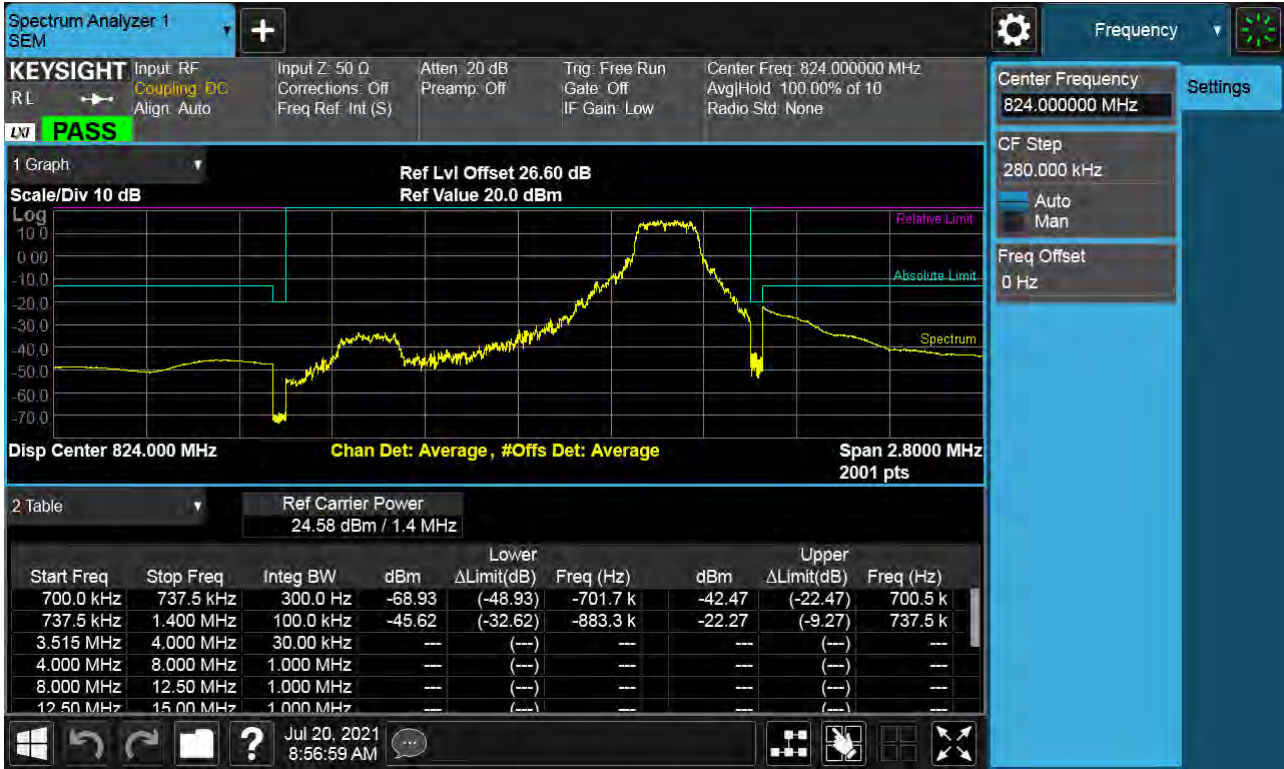 Spectrum Analyzer 1
SEM
Frequency
KEYSIGHT
R L
LXI
PASS
Input: RF
Coupling: DC
Align: Auto
Input Z: 50 Ω
Corrections: Off
Freq Ref: Int (S)
Atten: 20 dB
Preamp: Off
Trig: Free Run
Gate: Off
IF Gain: Low
Center Freq: 824.000000 MHz
Avg|Hold: 100.00% of 10
Radio Std: None
Center Frequency
824.000000 MHz
Settings
CF Step
280.000 kHz
Auto
Man
Freq Offset
0 Hz
1 Graph
Scale/Div 10 dB
Ref Lvl Offset 26.60 dB
Ref Value 20.0 dBm
Log
10.0
0.00
-10.0
-20.0
-30.0
-40.0
-50.0
-60.0
-70.0
Relative Limit
Absolute Limit
Spectrum
Disp Center 824.000 MHz
Chan Det: Average, #Offs Det: Average
Span 2.8000 MHz
2001 pts
2 Table
Ref Carrier Power
24.58 dBm / 1.4 MHz
Lower Upper
Start Freq Stop Freq Integ BW dBm ΔLimit(dB) Freq (Hz) dBm ΔLimit(dB) Freq (Hz)
700.0 kHz 737.5 kHz 300.0 Hz -68.93 (-48.93) -701.7 k -42.47 (-22.47) 700.5 k
737.5 kHz 1.400 MHz 100.0 kHz -45.62 (-32.62) -883.3 k -22.27 (-9.27) 737.5 k
3.515 MHz 4.000 MHz 30.00 kHz --- (---) --- --- (---) ---
4.000 MHz 8.000 MHz 1.000 MHz --- (---) --- --- (---) ---
8.000 MHz 12.50 MHz 1.000 MHz --- (---) --- --- (---) ---
12.50 MHz 15.00 MHz 1.000 MHz --- (---) --- --- (---) ---
?
Jul 20, 2021
8:56:59 AM